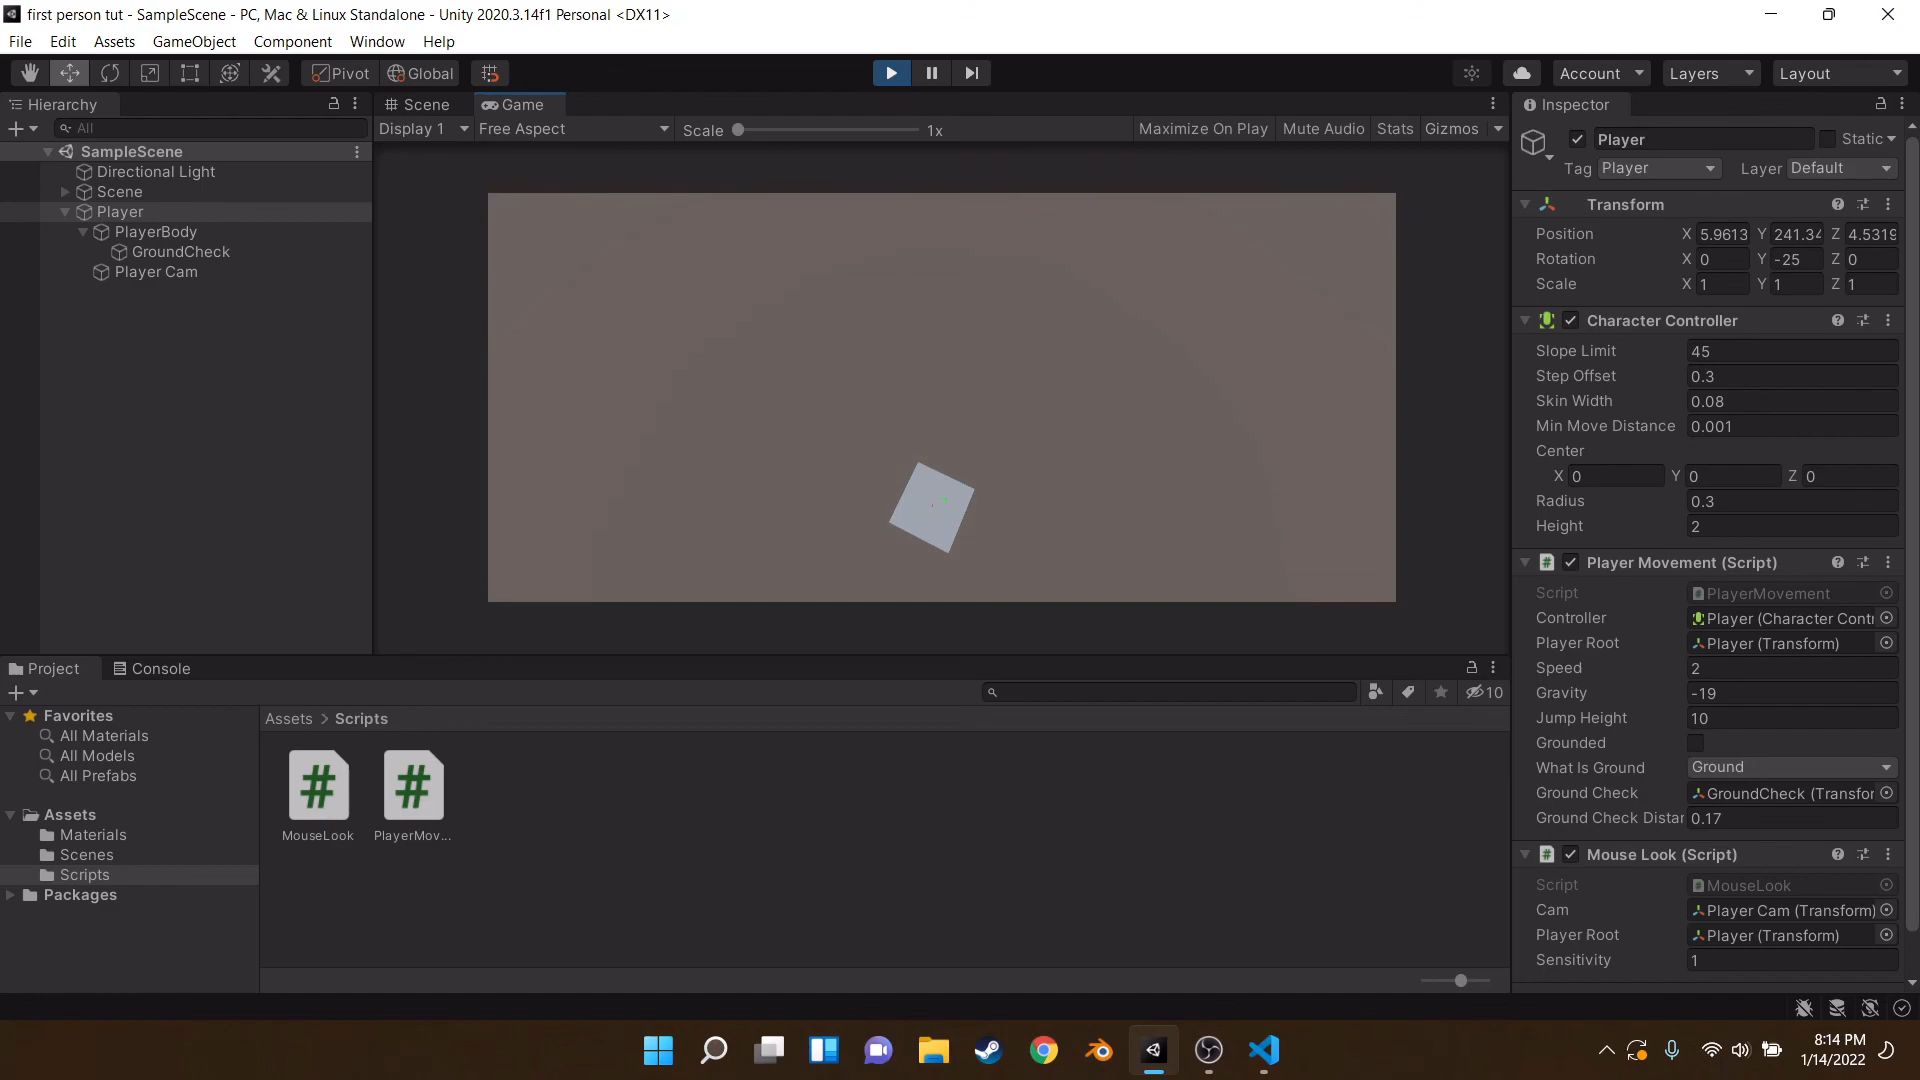 first person tut - SampleScene - PC, Mac & Linux Standalone - Unity 2020.3.14f1 Personal <DX11>
File Edit Assets GameObject Component Window Help
Pivot Global Account Layers Layout
Hierarchy
All
SampleScene
Directional Light
Scene
Player
PlayerBody
GroundCheck
Player Cam
Scene Game
Display 1 Free Aspect Scale 1x Maximize On Play Mute Audio Stats Gizmos
Inspector
Player Static
Tag Player Layer Default
Transform
Position X 5.9613 Y 241.34 Z 4.5319
Rotation X 0 Y -25 Z 0
Scale X 1 Y 1 Z 1
Character Controller
Slope Limit 45
Step Offset 0.3
Skin Width 0.08
Min Move Distance 0.001
Center
X 0 Y 0 Z 0
Radius 0.3
Height 2
Player Movement (Script)
Script PlayerMovement
Controller Player (Character Contr
Player Root Player (Transform)
Speed 2
Gravity -19
Jump Height 10
Grounded
What Is Ground Ground
Ground Check GroundCheck (Transfor
Ground Check Distar 0.17
Mouse Look (Script)
Script MouseLook
Cam Player Cam (Transform)
Player Root Player (Transform)
Sensitivity 1
Project Console
10
Favorites
All Materials
All Models
All Prefabs
Assets
Materials
Scenes
Scripts
Packages
Assets > Scripts
MouseLook PlayerMov...
8:14 PM
1/14/2022